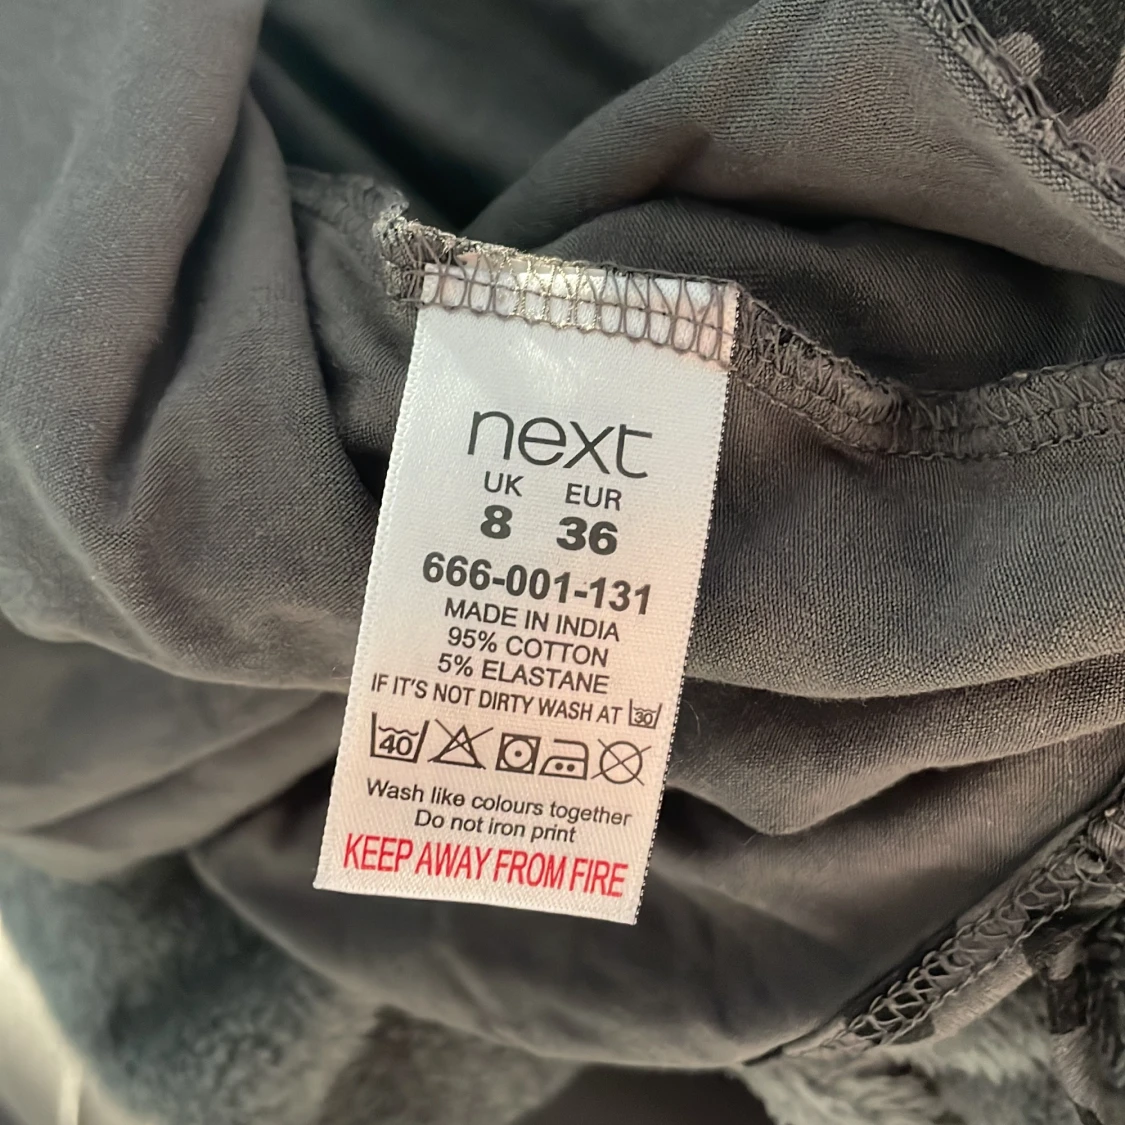 next
UK EUR
8 36
666-001-131
MADE IN INDIA
95% COTTON
5% ELASTANE
IF IT'S NOT DIRTY WASH AT 30
40
Wash like colours together
Do not iron print
KEEP AWAY FROM FIRE